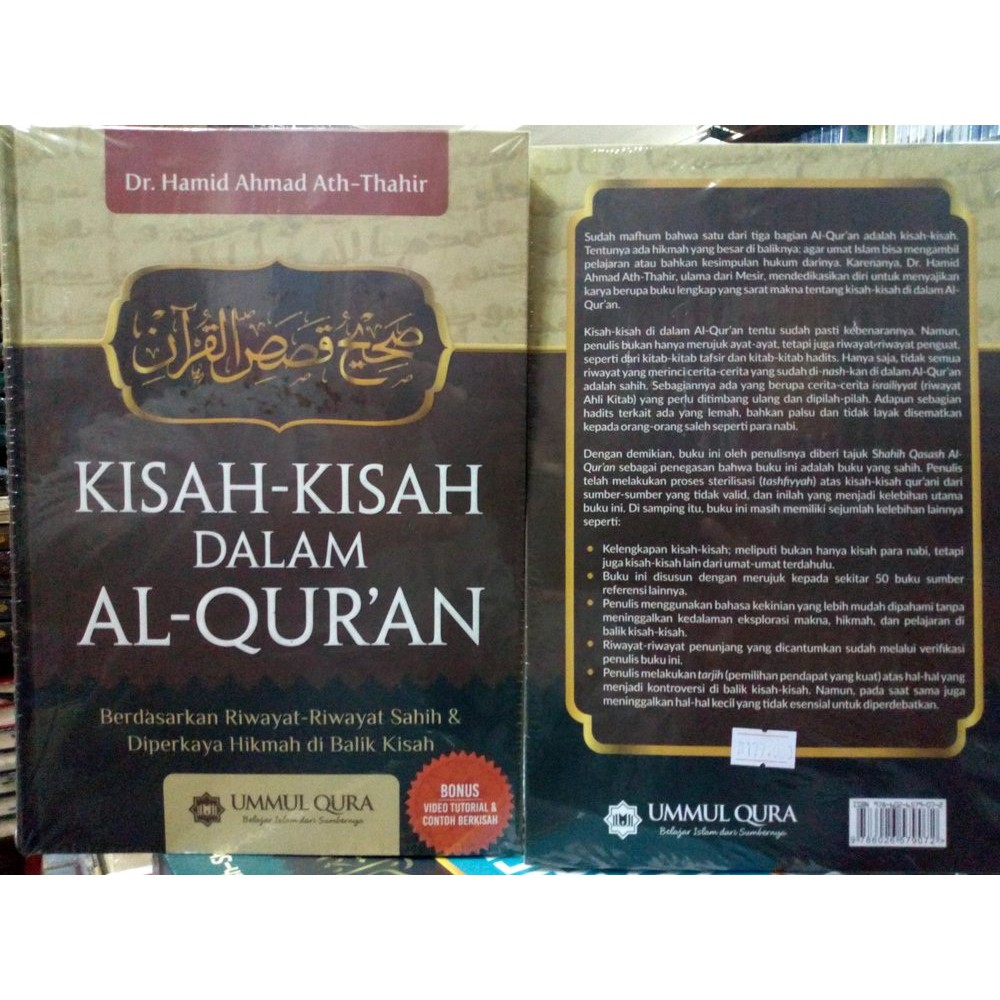 Dr. Hamid Ahmad Ath-Thahir
صحيح قصص القرآن
KISAH-KISAH
DALAM
AL-QUR'AN
Berdasarkan Riwayat-Riwayat Sahih &
Diperkaya Hikmah di Balik Kisah
UMMUL QURA
Belajar Islam dari Sumbernya
BONUS
VIDEO TUTORIAL &
CONTOH BERKISAH
Sudah mafhum bahwa satu dari tiga bagian Al-Qur'an adalah kisah-kisah.
Tentunya ada hikmah yang besar di baliknya; agar umat Islam bisa mengambil
pelajaran atau bahkan kesimpulan hukum darinya. Karenanya, Dr. Hamid
Ahmad Ath-Thahir, ulama dari Mesir, mendedikasikan diri untuk menyajikan
karya berupa buku lengkap yang sarat makna tentang kisah-kisah di dalam Al-
Qur'an.
Kisah-kisah di dalam Al-Qur'an tentu sudah pasti kebenarannya. Namun,
penulis bukan hanya merujuk ayat-ayat, tetapi juga riwayat-riwayat penguat,
seperti dari kitab-kitab tafsir dan kitab-kitab hadits. Hanya saja, tidak semua
riwayat yang merinci cerita-cerita yang sudah di-nash-kan di dalam Al-Qur'an
adalah sahih. Sebagiannya ada yang berupa cerita-cerita israiliyyat (riwayat
Ahli Kitab) yang perlu ditimbang ulang dan dipilah-pilah. Adapun sebagian
hadits terkait ada yang lemah, bahkan palsu dan tidak layak disematkan
kepada orang-orang saleh seperti para nabi.
Dengan demikian, buku ini oleh penulisnya diberi tajuk Shahih Qasash Al-
Qur'an sebagai penegasan bahwa buku ini adalah buku yang sahih. Penulis
telah melakukan proses sterilisasi (tashfiyyah) atas kisah-kisah qur'ani dari
sumber-sumber yang tidak valid, dan inilah yang menjadi kelebihan utama
buku ini. Di samping itu, buku ini masih memiliki sejumlah kelebihan lainnya
seperti:
• Kelengkapan kisah-kisah; meliputi bukan hanya kisah para nabi, tetapi
juga kisah-kisah lain dari umat-umat terdahulu.
• Buku ini disusun dengan merujuk kepada sekitar 50 buku sumber
referensi lainnya.
• Penulis menggunakan bahasa kekinian yang lebih mudah dipahami tanpa
meninggalkan kedalaman eksplorasi makna, hikmah, dan pelajaran di
balik kisah-kisah.
• Riwayat-riwayat penunjang yang dicantumkan sudah melalui verifikasi
penulis buku ini.
• Penulis melakukan tarjih (pemilihan pendapat yang kuat) atas hal-hal yang
menjadi kontroversi di balik kisah-kisah. Namun, pada saat sama juga
meninggalkan hal-hal kecil yang tidak esensial untuk diperdebatkan.
UMMUL QURA
Belajar Islam dari Sumbernya
ISBN 978-602-6579-07-2
9 786026 579072 >